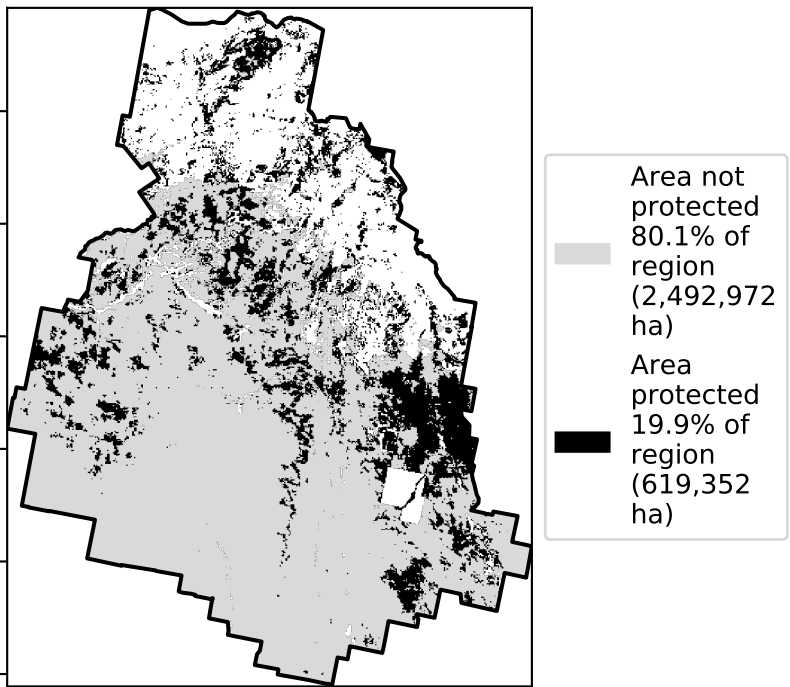 Area not
protected
80.1% of
region
(2,492,972
ha)
Area
protected
19.9% of
region
(619,352
ha)